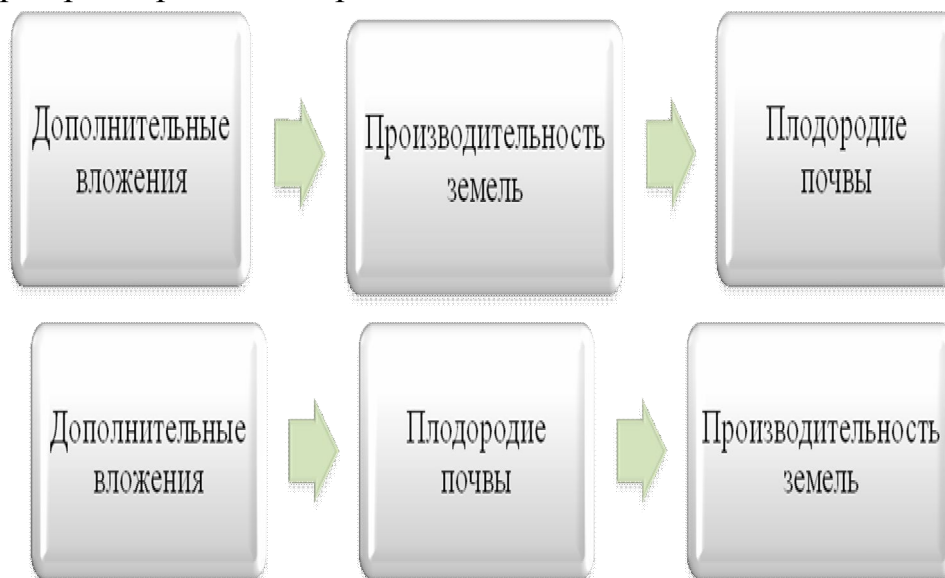 Дополнительные
вложения
Производительность
земель
Плодородие
почвы
Дополнительные
вложения
Плодородие
почвы
Производительность
земель